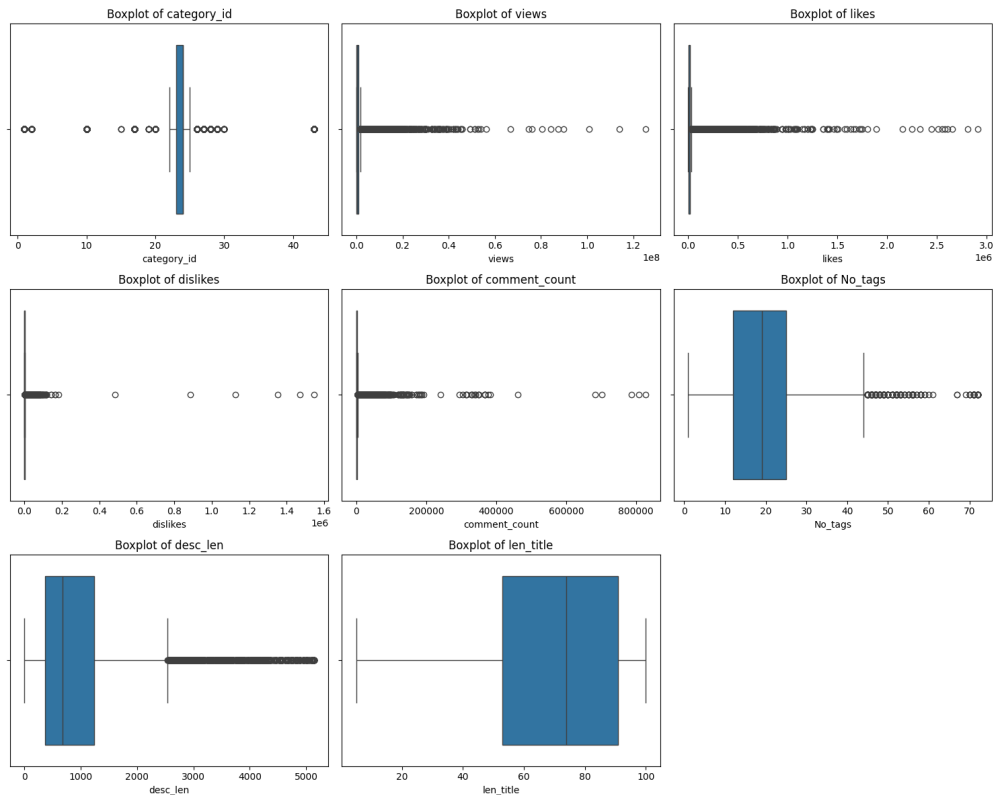 Boxplot of category_id
Boxplot of views
Boxplot of likes
0 10 20 30 40
0.0 0.2 0.4 0.6 0.8 1.0 1.2
0.0 0.5 1.0 1.5 2.0 2.5 3.0
category_id
views
1e8
likes
1e6
Boxplot of dislikes
Boxplot of comment_count
Boxplot of No_tags
0.0 0.2 0.4 0.6 0.8 1.0 1.2 1.4 1.6
0 200000 400000 600000 800000
0 10 20 30 40 50 60 70
dislikes
1e6
comment_count
No_tags
Boxplot of desc_len
Boxplot of len_title
0 1000 2000 3000 4000 5000
20 40 60 80 100
desc_len
len_title